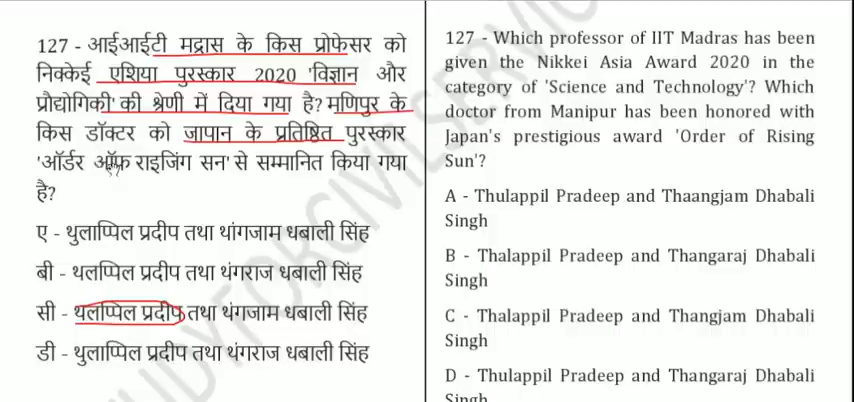 127 - आईआईटी मद्रास के किस प्रोफेसर को
निक्केई एशिया पुरस्कार 2020 'विज्ञान और
प्रौद्योगिकी' की श्रेणी में दिया गया है? मणिपुर के
किस डॉक्टर को जापान के प्रतिष्ठित पुरस्कार
'ऑर्डर ऑफ़ राइजिंग सन' से सम्मानित किया गया
है?
ए - थुलाप्पिल प्रदीप तथा थांगजाम धबाली सिंह
बी - थलप्पिल प्रदीप तथा थंगराज धबाली सिंह
सी - थलप्पिल प्रदीप तथा थंगजाम धबाली सिंह
डी - थुलाप्पिल प्रदीप तथा थंगराज धबाली सिंह
127 - Which professor of IIT Madras has been
given the Nikkei Asia Award 2020 in the
category of 'Science and Technology'? Which
doctor from Manipur has been honored with
Japan's prestigious award 'Order of Rising
Sun'?
A - Thulappil Pradeep and Thaangjam Dhabali
Singh
B - Thalappil Pradeep and Thangaraj Dhabali
Singh
C - Thalappil Pradeep and Thangjam Dhabali
Singh
D - Thulappil Pradeep and Thangaraj Dhabali
Singh
STUDYFORCIVILSERVICES